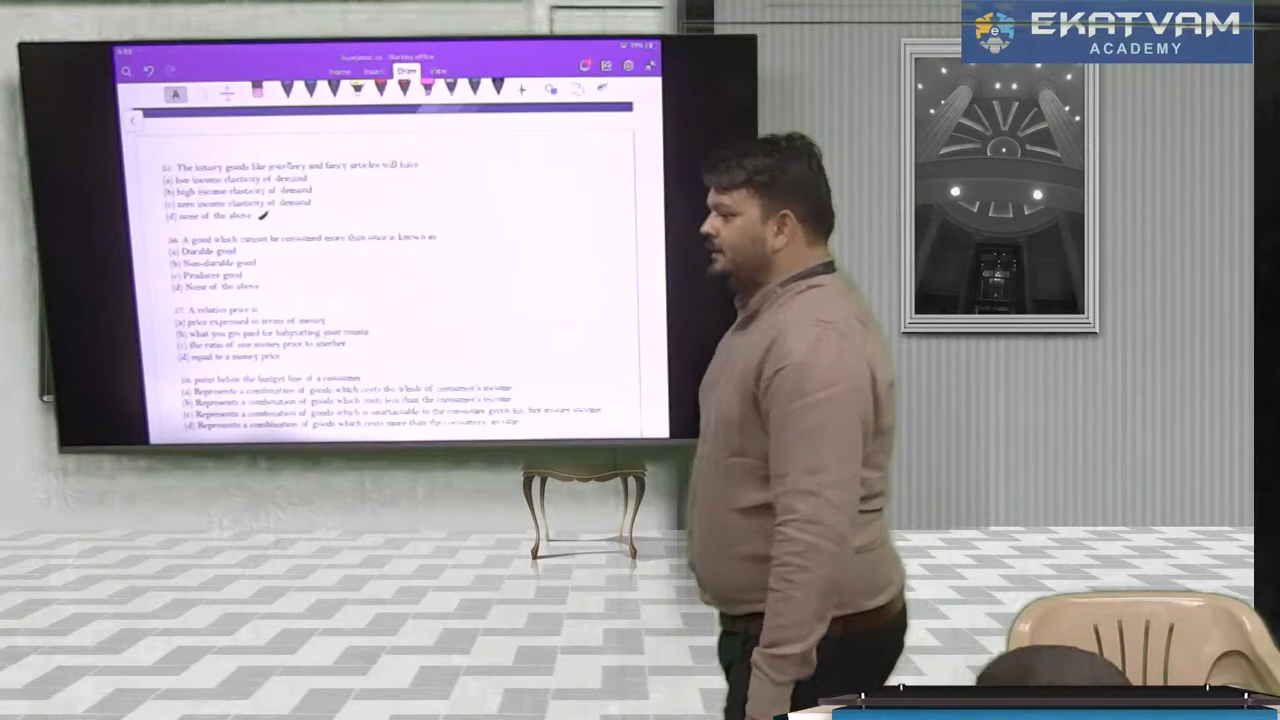 EKATVAM
ACADEMY
Home Insert Draw View
A
The luxury goods like jewellery and fancy articles will have
(a) low income elasticity of demand
(b) high income elasticity of demand
(c) zero income elasticity of demand
(d) none of the above
56. A good which cannot be consumed more than once is known as
(a) Durable good
(b) Non-durable good
(c) Producer good
(d) None of the above
57. A relative price is
(a) price expressed in terms of money
(b) what you get paid for babysitting your cousin
(c) the ratio of one money price to another
(d) equal to a money price
point below the budget line of a consumer
(a) Represents a combination of goods which costs the whole of consumer's income
(b) Represents a combination of goods which costs less than the consumer's income
(c) Represents a combination of goods which is unattainable to the consumer given his/her money income
(d) Represents a combination of goods which costs more than the consumers' income